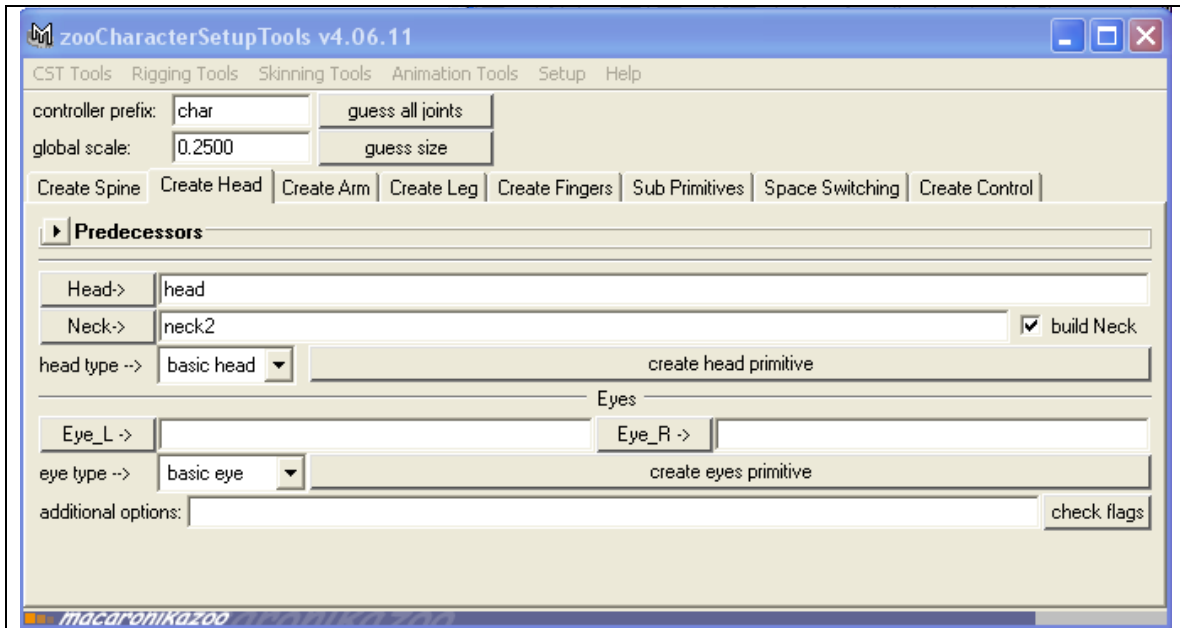 zooCharacterSetupTools v4.06.11
CST Tools Rigging Tools Skinning Tools Animation Tools Setup Help
controller prefix: char guess all joints
global scale: 0.2500 guess size
Create Spine Create Head Create Arm Create Leg Create Fingers Sub Primitives Space Switching Create Control
Predecessors
Head-> head
Neck-> neck2 build Neck
head type --> basic head create head primitive
Eyes
Eye_L -> Eye_R ->
eye type --> basic eye create eyes primitive
additional options: check flags
macaronikazoo